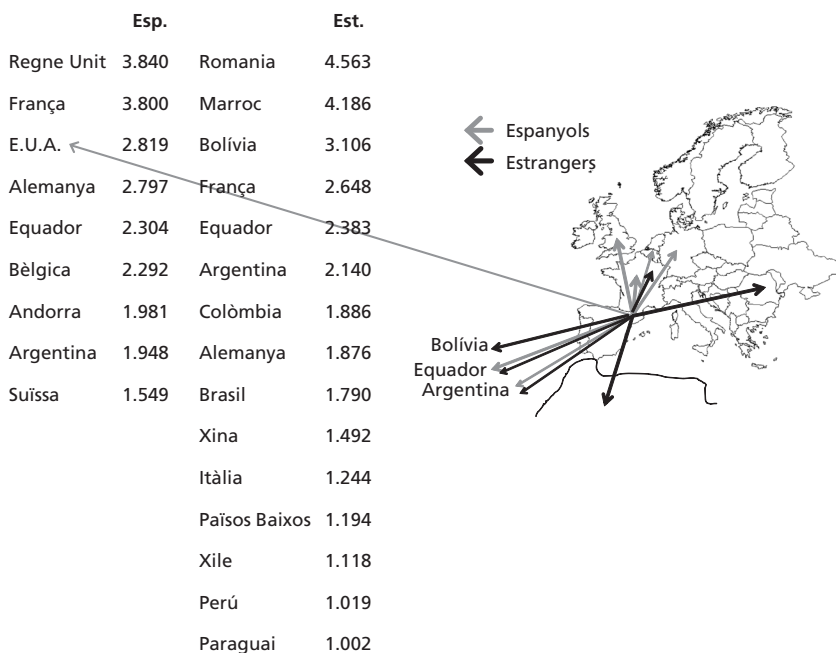 Esp. Est.
Regne Unit 3.840 Romania 4.563
França 3.800 Marroc 4.186
E.U.A. 2.819 Bolívia 3.106
Alemanya 2.797 França 2.648
Equador 2.304 Equador 2.383
Bèlgica 2.292 Argentina 2.140
Andorra 1.981 Colòmbia 1.886
Argentina 1.948 Alemanya 1.876
Suïssa 1.549 Brasil 1.790
Xina 1.492
Itàlia 1.244
Països Baixos 1.194
Xile 1.118
Perú 1.019
Paraguai 1.002
Espanyols
Estrangers
Bolívia
Equador
Argentina